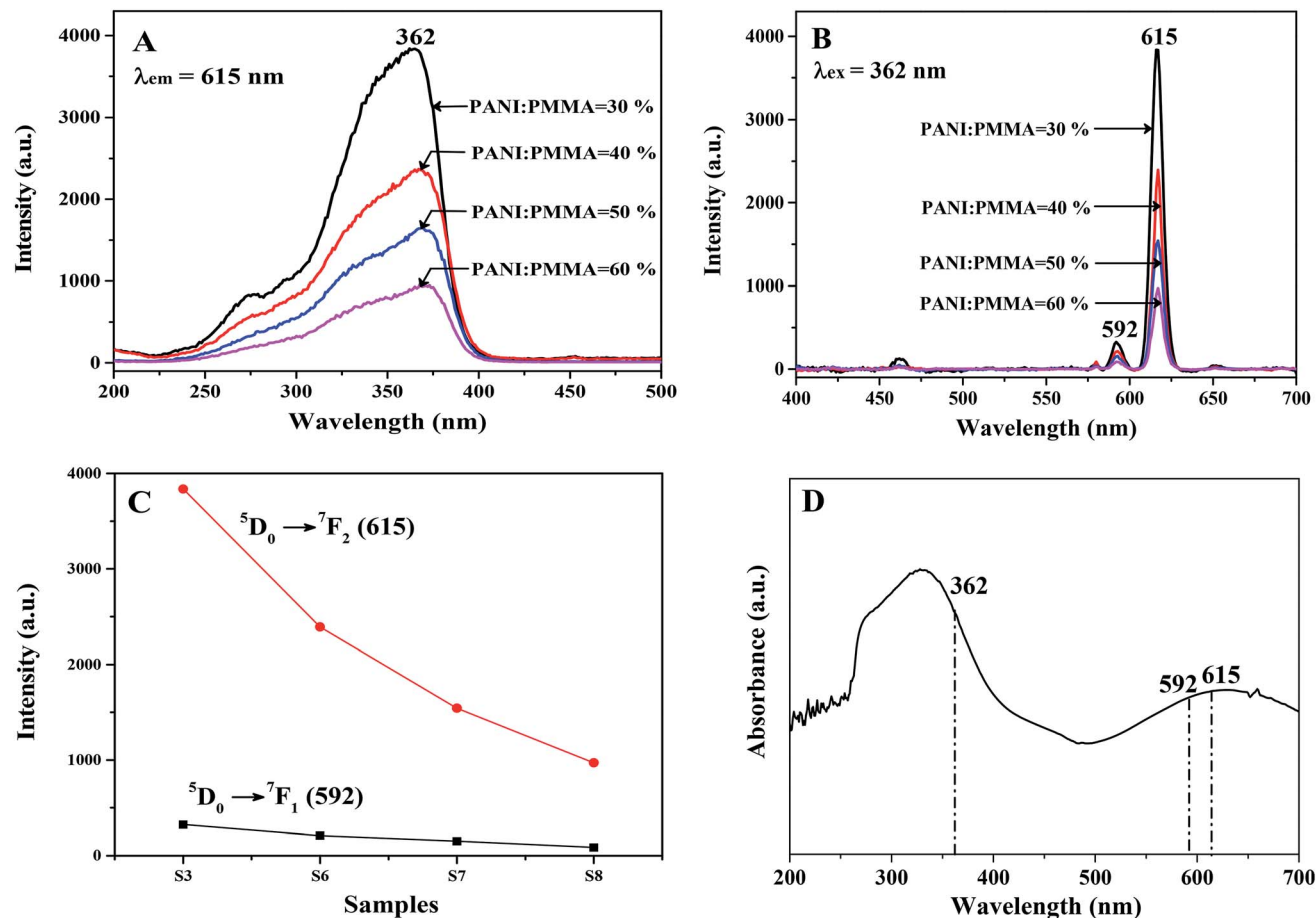 A
λem = 615 nm
362
PANI:PMMA=30 %
PANI:PMMA=40 %
PANI:PMMA=50 %
PANI:PMMA=60 %
4000
3000
2000
1000
0
200 250 300 350 400 450 500
Intensity (a.u.)
Wavelength (nm)
B
λex = 362 nm
615
PANI:PMMA=30 %
PANI:PMMA=40 %
PANI:PMMA=50 %
PANI:PMMA=60 %
592
4000
3000
2000
1000
0
400 450 500 550 600 650 700
Intensity (a.u.)
Wavelength (nm)
C
⁵D₀ → ⁷F₂ (615)
⁵D₀ → ⁷F₁ (592)
4000
3000
2000
1000
0
S3 S6 S7 S8
Intensity (a.u.)
Samples
D
362
592 615
200 300 400 500 600 700
Absorbance (a.u.)
Wavelength (nm)